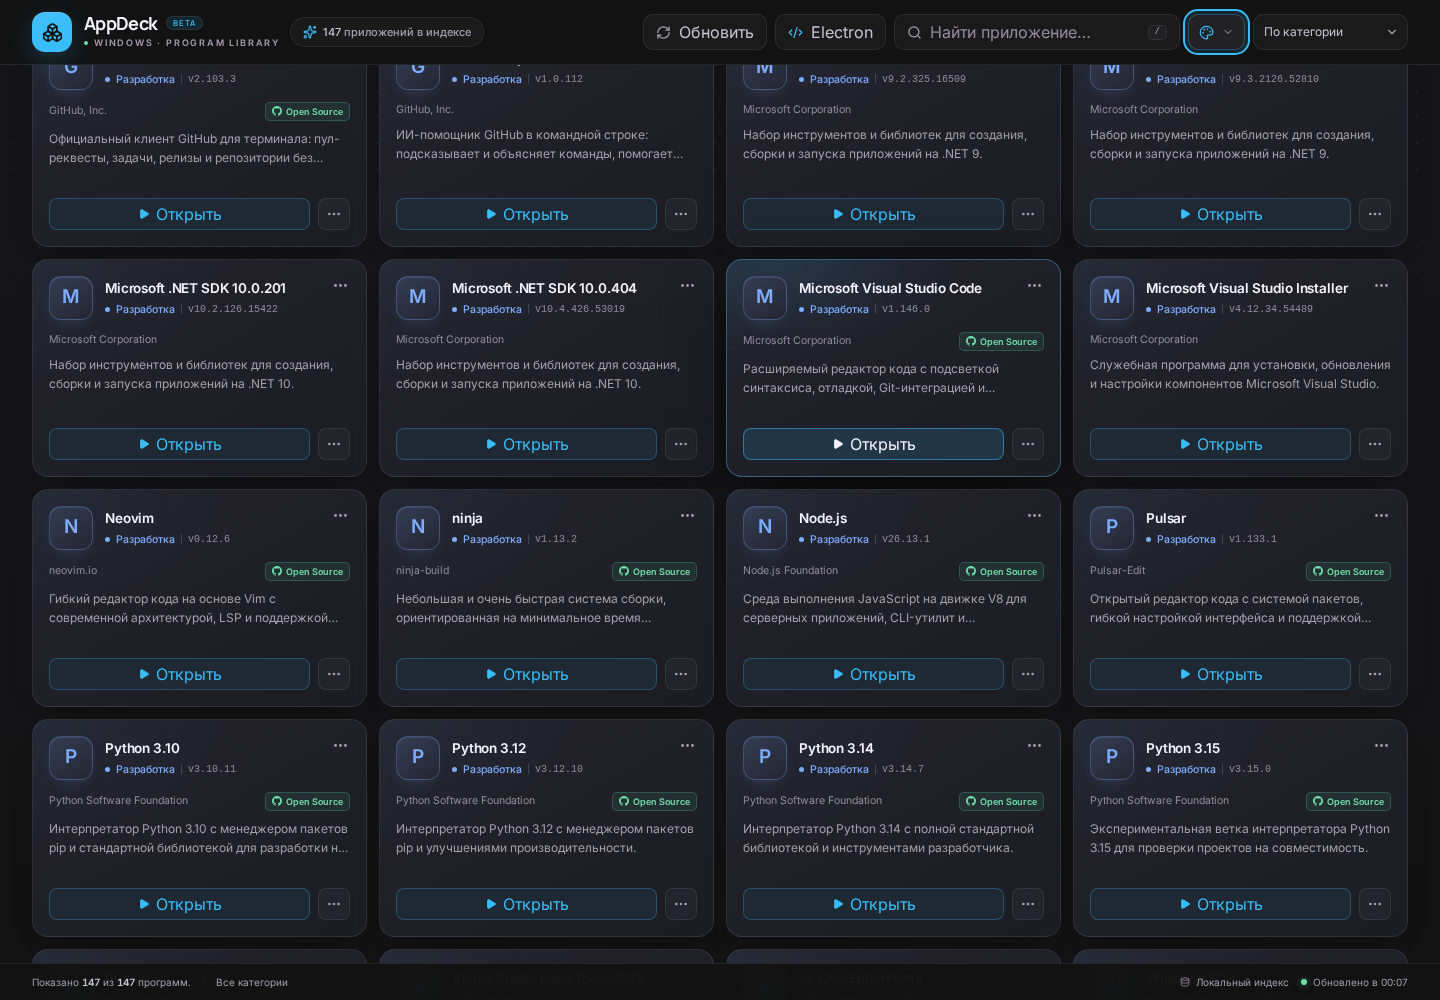 AppDeck BETA
WINDOWS · PROGRAM LIBRARY
147 приложений в индексе
Обновить
Electron
Найти приложение...
/
По категории
Разработка v2.103.3
GitHub, Inc.
Open Source
Официальный клиент GitHub для терминала: пул-
реквесты, задачи, релизы и репозитории без...
Открыть
Разработка v1.0.112
GitHub, Inc.
ИИ-помощник GitHub в командной строке:
подсказывает и объясняет команды, помогает...
Открыть
Разработка v9.2.325.16509
Microsoft Corporation
Набор инструментов и библиотек для создания,
сборки и запуска приложений на .NET 9.
Открыть
Разработка v9.3.2126.52810
Microsoft Corporation
Набор инструментов и библиотек для создания,
сборки и запуска приложений на .NET 9.
Открыть
M
Microsoft .NET SDK 10.0.201
Разработка v10.2.126.15422
Microsoft Corporation
Набор инструментов и библиотек для создания,
сборки и запуска приложений на .NET 10.
Открыть
M
Microsoft .NET SDK 10.0.404
Разработка v10.4.426.53019
Microsoft Corporation
Набор инструментов и библиотек для создания,
сборки и запуска приложений на .NET 10.
Открыть
M
Microsoft Visual Studio Code
Разработка v1.146.0
Microsoft Corporation
Open Source
Расширяемый редактор кода с подсветкой
синтаксиса, отладкой, Git-интеграцией и...
Открыть
M
Microsoft Visual Studio Installer
Разработка v4.12.34.54489
Microsoft Corporation
Служебная программа для установки, обновления
и настройки компонентов Microsoft Visual Studio.
Открыть
N
Neovim
Разработка v0.12.6
neovim.io
Open Source
Гибкий редактор кода на основе Vim с
современной архитектурой, LSP и поддержкой...
Открыть
N
ninja
Разработка v1.13.2
ninja-build
Open Source
Небольшая и очень быстрая система сборки,
ориентированная на минимальное время...
Открыть
N
Node.js
Разработка v26.13.1
Node.js Foundation
Open Source
Среда выполнения JavaScript на движке V8 для
серверных приложений, CLI-утилит и...
Открыть
P
Pulsar
Разработка v1.133.1
Pulsar-Edit
Open Source
Открытый редактор кода с системой пакетов,
гибкой настройкой интерфейса и поддержкой...
Открыть
P
Python 3.10
Разработка v3.10.11
Python Software Foundation
Open Source
Интерпретатор Python 3.10 с менеджером пакетов
pip и стандартной библиотекой для разработки н...
Открыть
P
Python 3.12
Разработка v3.12.10
Python Software Foundation
Open Source
Интерпретатор Python 3.12 с менеджером пакетов
pip и улучшениями производительности.
Открыть
P
Python 3.14
Разработка v3.14.7
Python Software Foundation
Open Source
Интерпретатор Python 3.14 с полной стандартной
библиотекой и инструментами разработчика.
Открыть
P
Python 3.15
Разработка v3.15.0
Python Software Foundation
Open Source
Экспериментальная ветка интерпретатора Python
3.15 для проверки проектов на совместимость.
Открыть
Показано 147 из 147 программ.
Все категории
Локальный индекс
Обновлено в 00:07